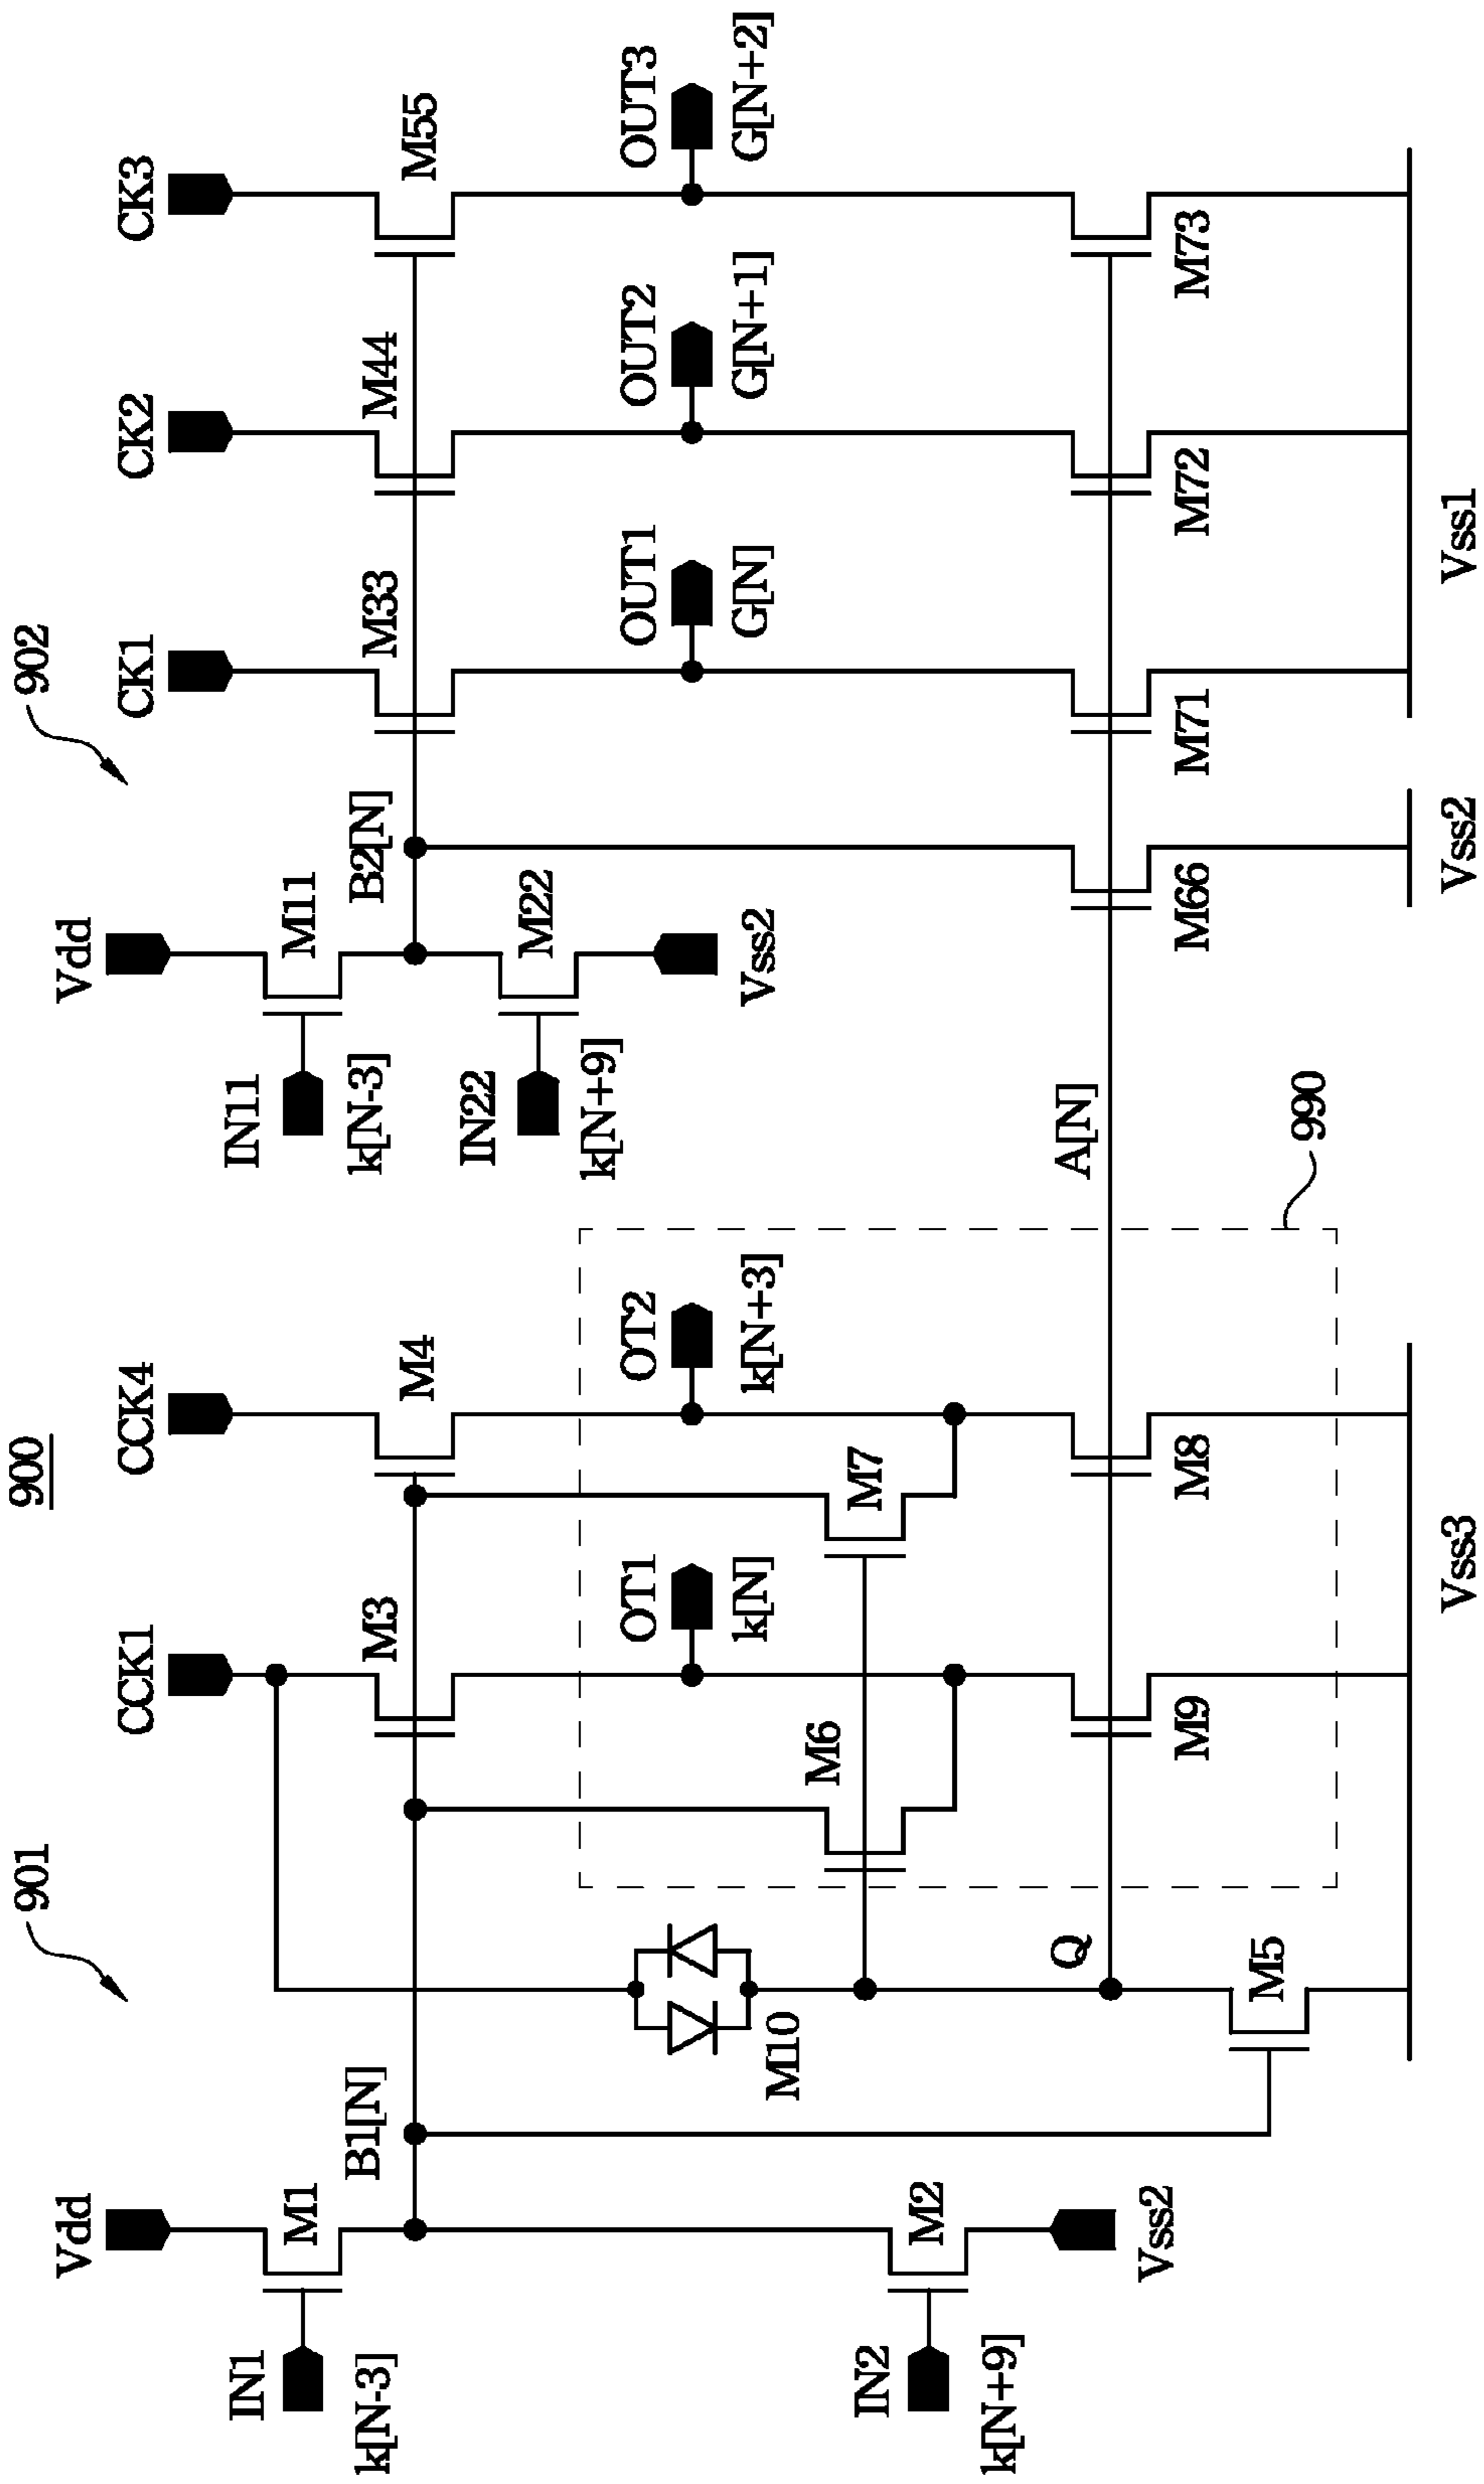 900
901
902
Vdd
IN1
k[N-3]
M1
B1[N]
IN2
k[N+9]
M2
Vss2
CCK1
M3
CCK4
M4
OT1
k[N]
OT2
k[N+3]
M10
M6
M7
Q
M5
M9
M8
Vss3
990
A[N]
Vdd
IN11
k[N-3]
M11
B2[N]
IN22
k[N+9]
M22
Vss2
CK1
M33
CK2
M44
CK3
M55
OUT1
G[N]
OUT2
G[N+1]
OUT3
G[N+2]
M66
M71
M72
M73
Vss2
Vss1